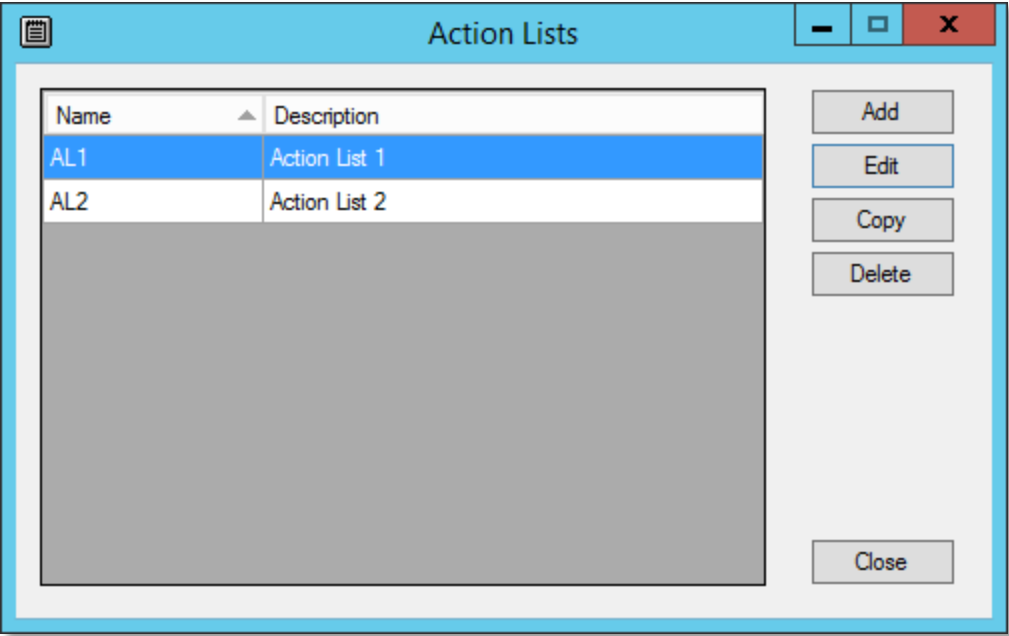 Action Lists
Name Description
AL1 Action List 1
AL2 Action List 2
Add
Edit
Copy
Delete
Close